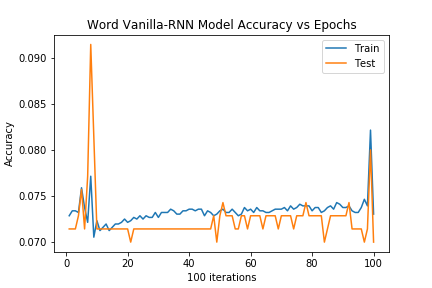 Word Vanilla-RNN Model Accuracy vs Epochs
Train
Test
0.090
0.085
0.080
0.075
0.070
Accuracy
0 20 40 60 80 100
100 iterations